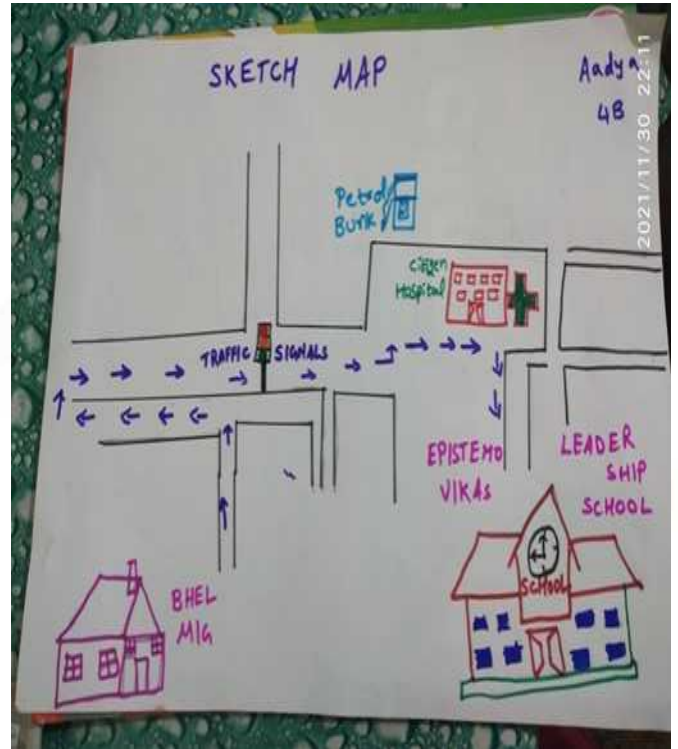 SKETCH MAP
Aadya
4B
2021/11/30 22:11
Petrol
Bunk
Citizen
Hospital
TRAFFIC SIGNALS
EPISTEMO
VIKAS
LEADER
SHIP
SCHOOL
SCHOOL
BHEL
MIG